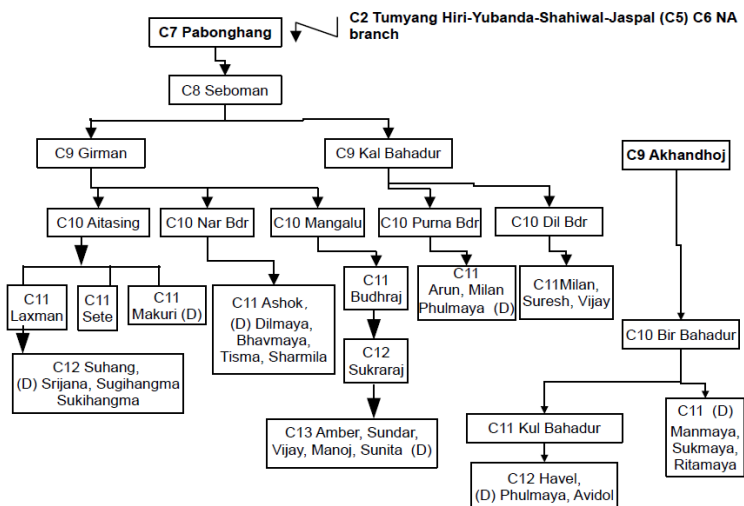 C2 Tumyang Hiri-Yubanda-Shahiwal-Jaspal (C5) C6 NA
branch
C7 Pabonghang
C8 Seboman
C9 Girman
C9 Kal Bahadur
C9 Akhandhoj
C10 Aitasing
C10 Nar Bdr
C10 Mangalu
C10 Purna Bdr
C10 Dil Bdr
C11
Laxman
C11
Sete
C11
Makuri (D)
C11 Ashok,
(D) Dilmaya,
Bhavmaya,
Tisma, Sharmila
C11
Budhraj
C11
Arun, Milan
Phulmaya (D)
C11Milan,
Suresh, Vijay
C10 Bir Bahadur
C12 Suhang,
(D) Srijana, Sugihangma
Sukihangma
C12
Sukraraj
C13 Amber, Sundar,
Vijay, Manoj, Sunita (D)
C11 Kul Bahadur
C11 (D)
Manmaya,
Sukmaya,
Ritamaya
C12 Havel,
(D) Phulmaya, Avidol